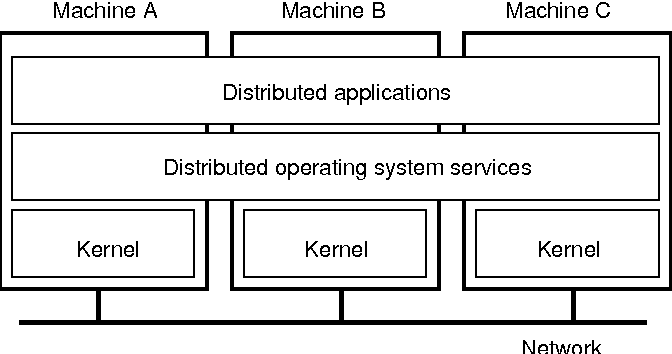 Machine A
Machine B
Machine C
Distributed applications
Distributed operating system services
Kernel
Kernel
Kernel
Network